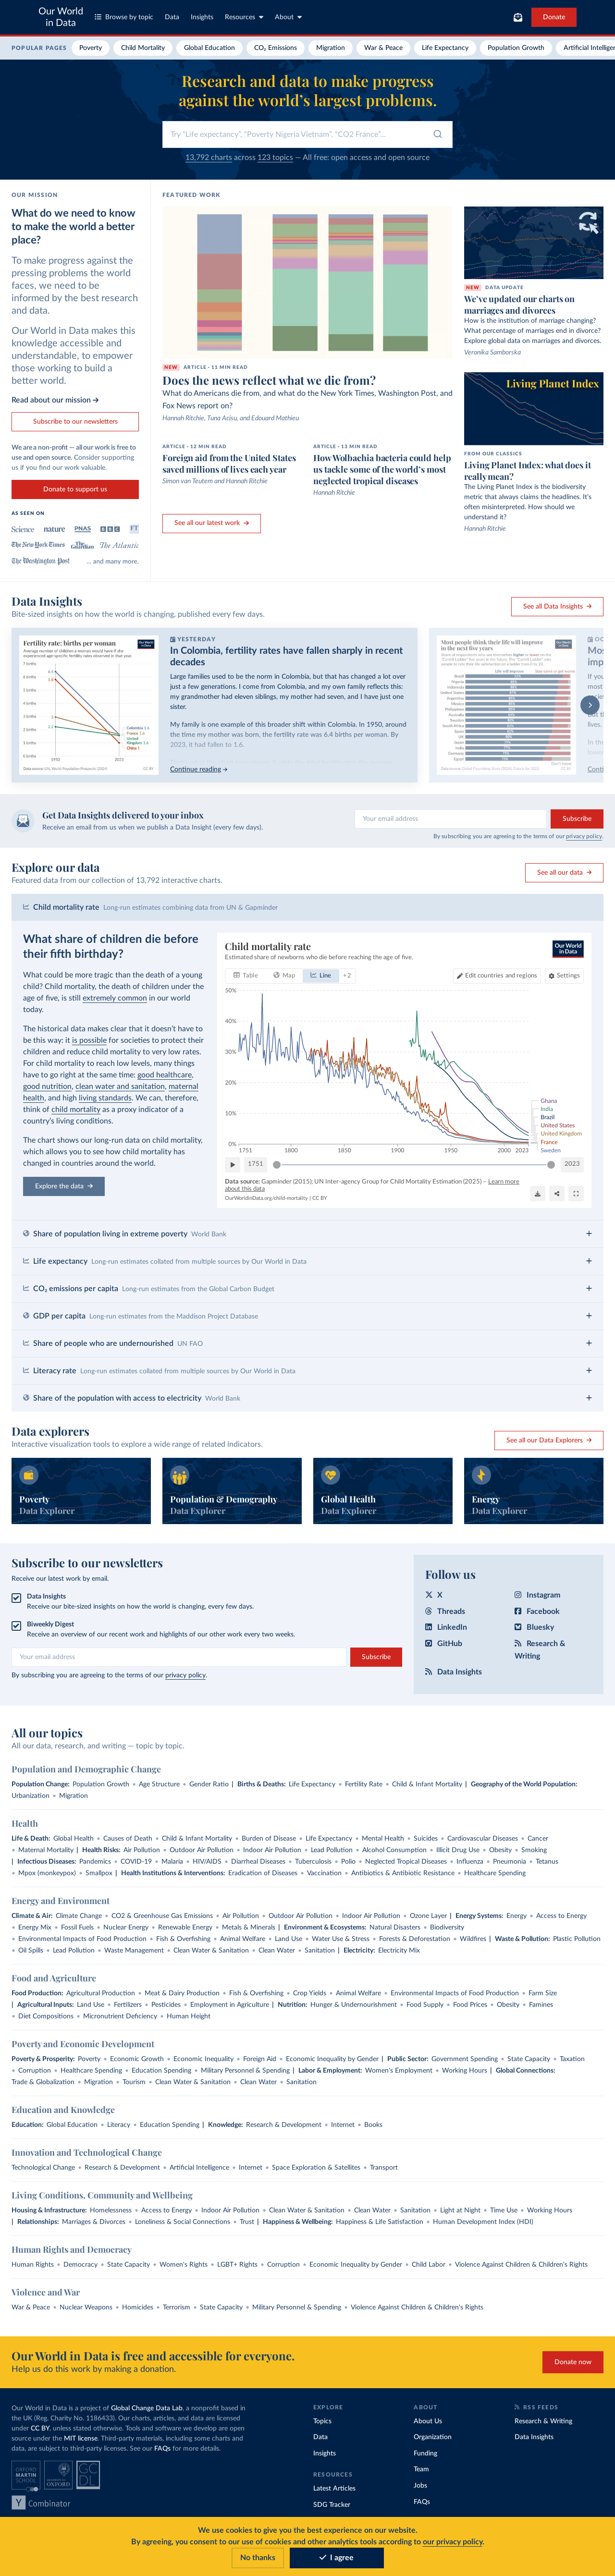 Our World
in Data
Browse by topic
Data
Insights
Resources
About
Donate
POPULAR PAGES
Poverty
Child Mortality
Global Education
CO₂ Emissions
Migration
War & Peace
Life Expectancy
Population Growth
Artificial Intelligen
Research and data to make progress
against the world's largest problems.
Try "Life expectancy", "Poverty Nigeria Vietnam", "CO2 France"...
13,792 charts across 123 topics — All free: open access and open source
OUR MISSION
What do we need to know
to make the world a better
place?
To make progress against the
pressing problems the world
faces, we need to be
informed by the best research
and data.
Our World in Data makes this
knowledge accessible and
understandable, to empower
those working to build a
better world.
Read about our mission
Subscribe to our newsletters
We are a non-profit — all our work is free to
use and open source. Consider supporting
us if you find our work valuable.
Donate to support us
AS SEEN ON
Science
nature
PNAS
BBC
FT
The New York Times
The Guardian
The Atlantic
The Washington Post
... and many more.
FEATURED WORK
NEW ARTICLE - 11 MIN READ
Does the news reflect what we die from?
What do Americans die from, and what do the New York Times, Washington Post, and
Fox News report on?
Hannah Ritchie, Tuna Acisu, and Edouard Mathieu
ARTICLE - 12 MIN READ
Foreign aid from the United States
saved millions of lives each year
Simon van Teutem and Hannah Ritchie
ARTICLE - 13 MIN READ
How Wolbachia bacteria could help
us tackle some of the world's most
neglected tropical diseases
Hannah Ritchie
See all our latest work
NEW DATA UPDATE
We've updated our charts on
marriages and divorces
How is the institution of marriage changing?
What percentage of marriages end in divorce?
Explore global data on marriages and divorces.
Veronika Samborska
Living Planet Index
FROM OUR CLASSICS
Living Planet Index: what does it
really mean?
The Living Planet Index is the biodiversity
metric that always claims the headlines. It's
often misinterpreted. How should we
understand it?
Hannah Ritchie
Data Insights
Bite-sized insights on how the world is changing, published every few days.
See all Data Insights
Fertility rate: births per woman
YESTERDAY
In Colombia, fertility rates have fallen sharply in recent
decades
Large families used to be the norm in Colombia, but that has changed a lot over
just a few generations. I come from Colombia, and my own family reflects this:
my grandmother had eleven siblings, my mother had seven, and I have just one
sister.
My family is one example of this broader shift within Colombia. In 1950, around
the time my mother was born, the fertility rate was 6.4 births per woman. By
2023, it had fallen to 1.6.
Continue reading
Most people think their life will improve
in the next five years
Get Data Insights delivered to your inbox
Receive an email from us when we publish a Data Insight (every few days).
Your email address
Subscribe
By subscribing you are agreeing to the terms of our privacy policy.
Explore our data
Featured data from our collection of 13,792 interactive charts.
See all our data
Child mortality rate Long-run estimates combining data from UN & Gapminder
What share of children die before
their fifth birthday?
What could be more tragic than the death of a young
child? Child mortality, the death of children under the
age of five, is still extremely common in our world
today.
The historical data makes clear that it doesn't have to
be this way: it is possible for societies to protect their
children and reduce child mortality to very low rates.
For child mortality to reach low levels, many things
have to go right at the same time: good healthcare,
good nutrition, clean water and sanitation, maternal
health, and high living standards. We can, therefore,
think of child mortality as a proxy indicator of a
country's living conditions.
The chart shows our long-run data on child mortality,
which allows you to see how child mortality has
changed in countries around the world.
Explore the data
Child mortality rate
Estimated share of newborns who die before reaching the age of five.
Our World
in Data
Table
Map
Line
+2
Edit countries and regions
Settings
50%
40%
30%
20%
10%
0%
1751
1800
1850
1900
1950
2000
2023
Ghana
India
Brazil
United States
United Kingdom
France
Sweden
1751
2023
Data source: Gapminder (2015); UN Inter-agency Group for Child Mortality Estimation (2025) – Learn more
about this data
OurWorldinData.org/child-mortality | CC BY
Share of population living in extreme poverty World Bank
Life expectancy Long-run estimates collated from multiple sources by Our World in Data
CO₂ emissions per capita Long-run estimates from the Global Carbon Budget
GDP per capita Long-run estimates from the Maddison Project Database
Share of people who are undernourished UN FAO
Literacy rate Long-run estimates collated from multiple sources by Our World in Data
Share of the population with access to electricity World Bank
Data explorers
Interactive visualization tools to explore a wide range of related indicators.
See all our Data Explorers
Poverty
Data Explorer
Population & Demography
Data Explorer
Global Health
Data Explorer
Energy
Data Explorer
Subscribe to our newsletters
Receive our latest work by email.
Data Insights
Receive our bite-sized insights on how the world is changing, every few days.
Biweekly Digest
Receive an overview of our recent work and highlights of our other work every two weeks.
Your email address
Subscribe
By subscribing you are agreeing to the terms of our privacy policy.
Follow us
X
Instagram
Threads
Facebook
LinkedIn
Bluesky
GitHub
Research &
Writing
Data Insights
All our topics
All our data, research, and writing — topic by topic.
Population and Demographic Change
Population Change: Population Growth • Age Structure • Gender Ratio | Births & Deaths: Life Expectancy • Fertility Rate • Child & Infant Mortality | Geography of the World Population:
Urbanization • Migration
Health
Life & Death: Global Health • Causes of Death • Child & Infant Mortality • Burden of Disease • Life Expectancy • Mental Health • Suicides • Cardiovascular Diseases • Cancer
• Maternal Mortality | Health Risks: Air Pollution • Outdoor Air Pollution • Indoor Air Pollution • Lead Pollution • Alcohol Consumption • Illicit Drug Use • Obesity • Smoking
| Infectious Diseases: Pandemics • COVID-19 • Malaria • HIV/AIDS • Diarrheal Diseases • Tuberculosis • Polio • Neglected Tropical Diseases • Influenza • Pneumonia • Tetanus
• Mpox (monkeypox) • Smallpox | Health Institutions & Interventions: Eradication of Diseases • Vaccination • Antibiotics & Antibiotic Resistance • Healthcare Spending
Energy and Environment
Climate & Air: Climate Change • CO2 & Greenhouse Gas Emissions • Air Pollution • Outdoor Air Pollution • Indoor Air Pollution • Ozone Layer | Energy Systems: Energy • Access to Energy
• Energy Mix • Fossil Fuels • Nuclear Energy • Renewable Energy • Metals & Minerals | Environment & Ecosystems: Natural Disasters • Biodiversity
• Environmental Impacts of Food Production • Fish & Overfishing • Animal Welfare • Land Use • Water Use & Stress • Forests & Deforestation • Wildfires | Waste & Pollution: Plastic Pollution
• Oil Spills • Lead Pollution • Waste Management • Clean Water & Sanitation • Clean Water • Sanitation | Electricity: Electricity Mix
Food and Agriculture
Food Production: Agricultural Production • Meat & Dairy Production • Fish & Overfishing • Crop Yields • Animal Welfare • Environmental Impacts of Food Production • Farm Size
| Agricultural Inputs: Land Use • Fertilizers • Pesticides • Employment in Agriculture | Nutrition: Hunger & Undernourishment • Food Supply • Food Prices • Obesity • Famines
• Diet Compositions • Micronutrient Deficiency • Human Height
Poverty and Economic Development
Poverty & Prosperity: Poverty • Economic Growth • Economic Inequality • Foreign Aid • Economic Inequality by Gender | Public Sector: Government Spending • State Capacity • Taxation
• Corruption • Healthcare Spending • Education Spending • Military Personnel & Spending | Labor & Employment: Women's Employment • Working Hours | Global Connections:
Trade & Globalization • Migration • Tourism • Clean Water & Sanitation • Clean Water • Sanitation
Education and Knowledge
Education: Global Education • Literacy • Education Spending | Knowledge: Research & Development • Internet • Books
Innovation and Technological Change
Technological Change • Research & Development • Artificial Intelligence • Internet • Space Exploration & Satellites • Transport
Living Conditions, Community and Wellbeing
Housing & Infrastructure: Homelessness • Access to Energy • Indoor Air Pollution • Clean Water & Sanitation • Clean Water • Sanitation • Light at Night • Time Use • Working Hours
| Relationships: Marriages & Divorces • Loneliness & Social Connections • Trust | Happiness & Wellbeing: Happiness & Life Satisfaction • Human Development Index (HDI)
Human Rights and Democracy
Human Rights • Democracy • State Capacity • Women's Rights • LGBT+ Rights • Corruption • Economic Inequality by Gender • Child Labor • Violence Against Children & Children's Rights
Violence and War
War & Peace • Nuclear Weapons • Homicides • Terrorism • State Capacity • Military Personnel & Spending • Violence Against Children & Children's Rights
Our World in Data is free and accessible for everyone.
Help us do this work by making a donation.
Donate now
Our World in Data is a project of Global Change Data Lab, a nonprofit based in
the UK (Reg. Charity No. 1186433). Our charts, articles, and data are licensed
under CC BY, unless stated otherwise. Tools and software we develop are open
source under the MIT license. Third-party materials, including some charts and
data, are subject to third-party licenses. See our FAQs for more details.
OXFORD
MARTIN
SCHOOL
UNIVERSITY OF
OXFORD
GCDL
Y Combinator
EXPLORE
Topics
Data
Insights
RESOURCES
Latest Articles
SDG Tracker
ABOUT
About Us
Organization
Funding
Team
Jobs
FAQs
RSS FEEDS
Research & Writing
Data Insights
We use cookies to give you the best experience on our website.
By agreeing, you consent to our use of cookies and other analytics tools according to our privacy policy.
No thanks
I agree